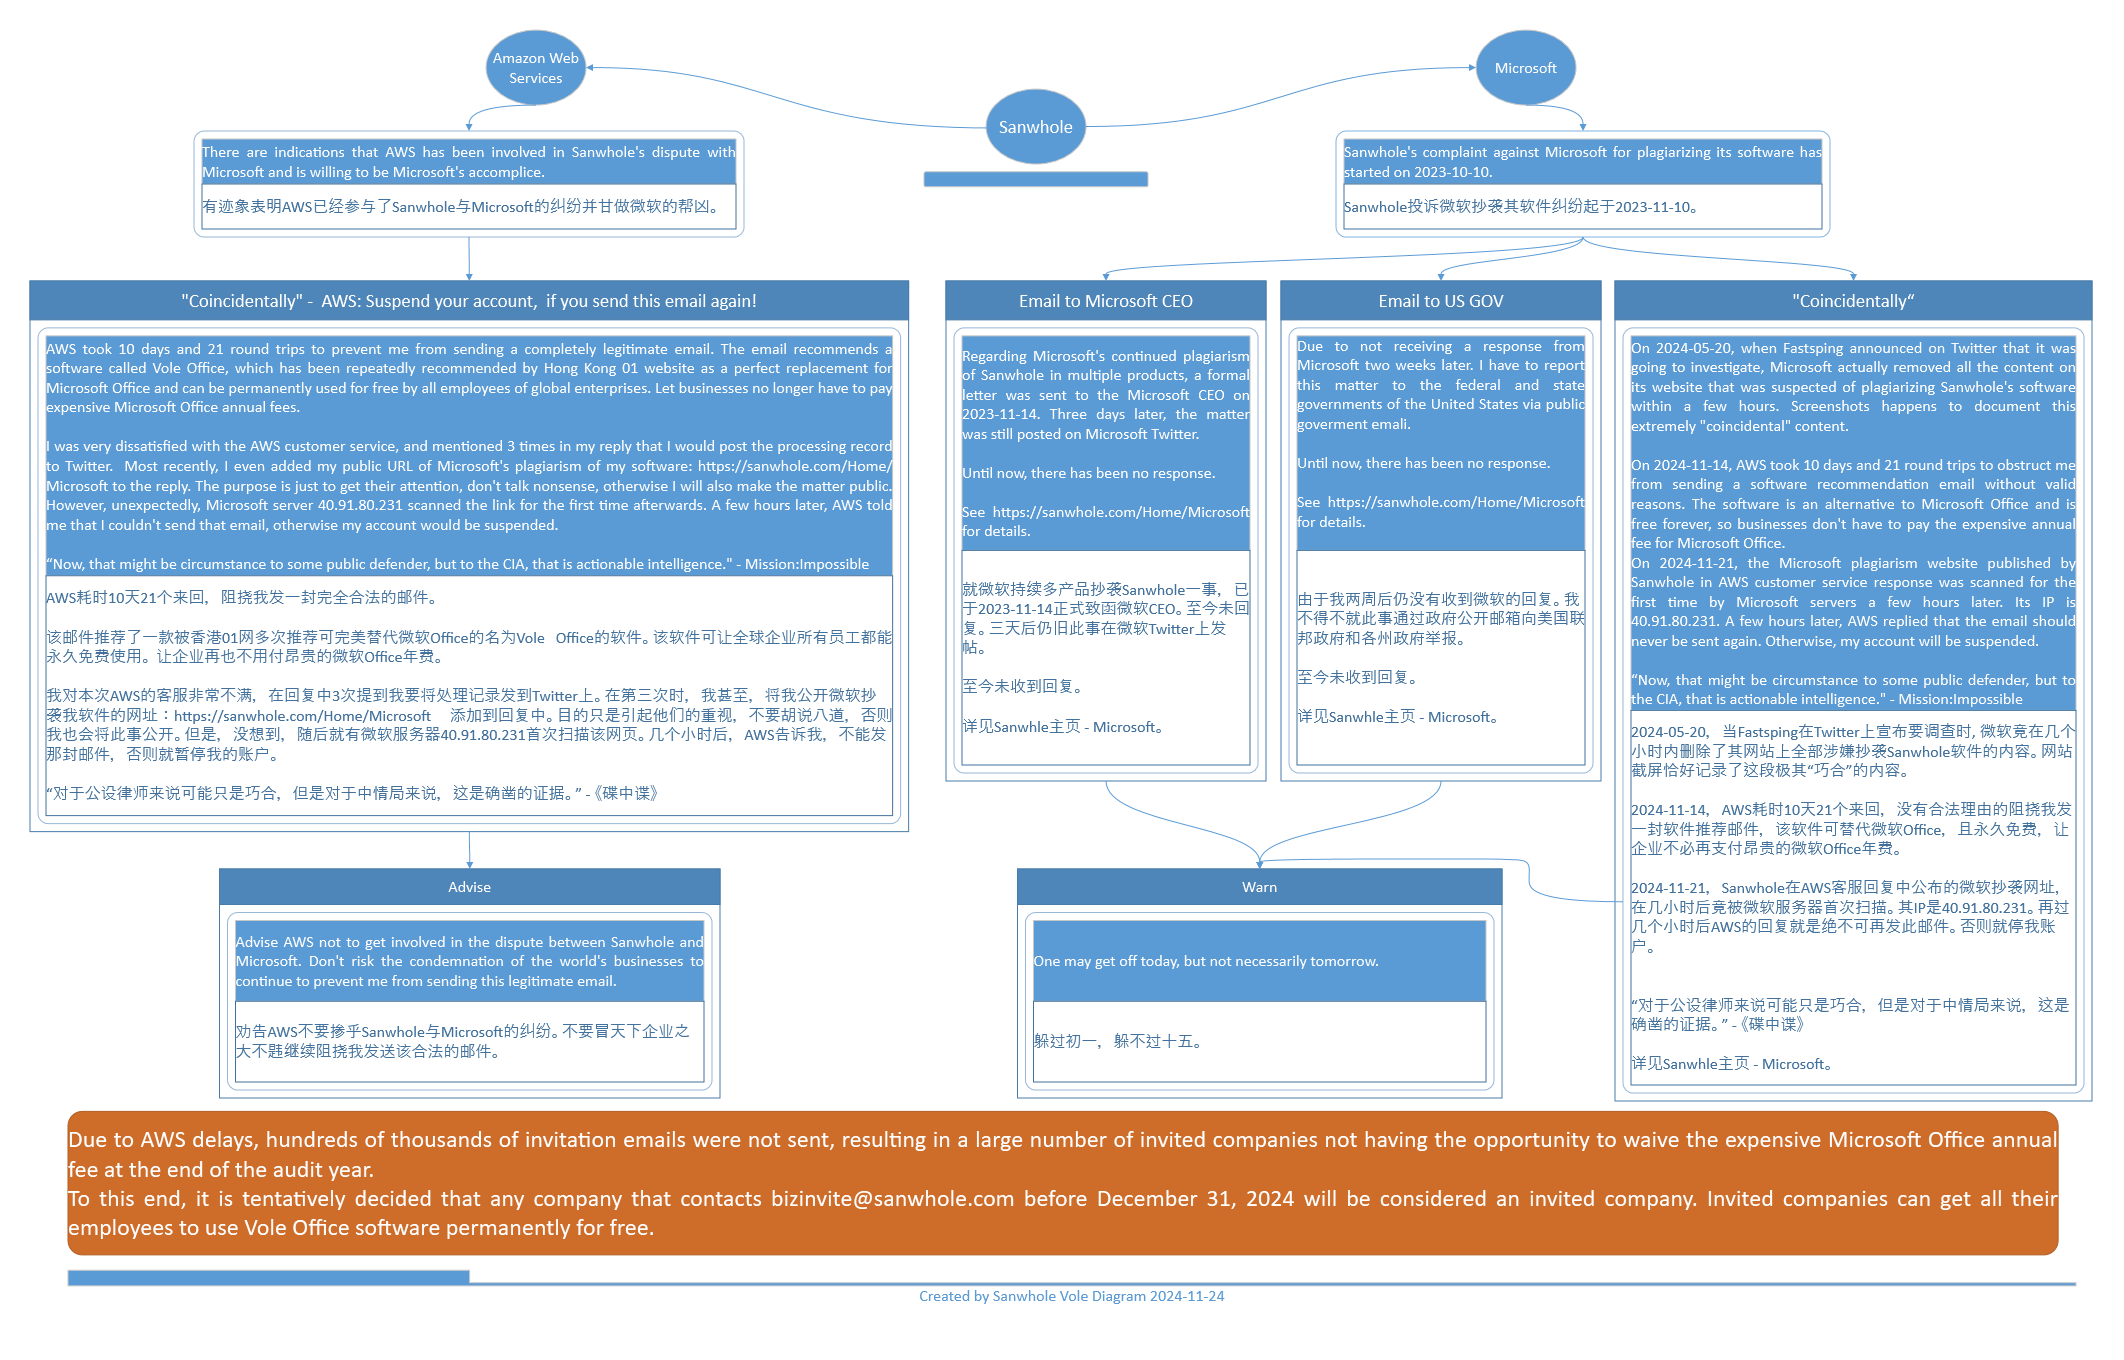 Amazon Web
Services
Microsoft
Sanwhole
There are indications that AWS has been involved in Sanwhole's dispute with
Microsoft and is willing to be Microsoft's accomplice.
有迹象表明AWS已经参与了Sanwhole与Microsoft的纠纷并甘做微软的帮凶。
Sanwhole's complaint against Microsoft for plagiarizing its software has
started on 2023-10-10.
Sanwhole投诉微软抄袭其软件纠纷起于2023-11-10。
"Coincidentally" -  AWS: Suspend your account,  if you send this email again!
AWS took 10 days and 21 round trips to prevent me from sending a completely legitimate email. The email recommends a
software called Vole Office, which has been repeatedly recommended by Hong Kong 01 website as a perfect replacement for
Microsoft Office and can be permanently used for free by all employees of global enterprises. Let businesses no longer have to pay
expensive Microsoft Office annual fees.
I was very dissatisfied with the AWS customer service, and mentioned 3 times in my reply that I would post the processing record
to Twitter.  Most recently, I even added my public URL of Microsoft's plagiarism of my software: https://sanwhole.com/Home/
Microsoft to the reply. The purpose is just to get their attention, don't talk nonsense, otherwise I will also make the matter public.
However, unexpectedly, Microsoft server 40.91.80.231 scanned the link for the first time afterwards. A few hours later, AWS told
me that I couldn't send that email, otherwise my account would be suspended.
“Now, that might be circumstance to some public defender, but to the CIA, that is actionable intelligence." - Mission:Impossible
AWS耗时10天21个来回，阻挠我发一封完全合法的邮件。
该邮件推荐了一款被香港01网多次推荐可完美替代微软Office的名为Vole  Office的软件。该软件可让全球企业所有员工都能
永久免费使用。让企业再也不用付昂贵的微软Office年费。
我对本次AWS的客服非常不满，在回复中3次提到我要将处理记录发到Twitter上。在第三次时，我甚至，将我公开微软抄
袭我软件的网址：https://sanwhole.com/Home/Microsoft  添加到回复中。目的只是引起他们的重视，不要胡说八道，否则
我也会将此事公开。但是，没想到，随后就有微软服务器40.91.80.231首次扫描该网页。几个小时后，AWS告诉我，不能发
那封邮件，否则就暂停我的账户。
“对于公设律师来说可能只是巧合，但是对于中情局来说，这是确凿的证据。” -《碟中谍》
Email to Microsoft CEO
Regarding Microsoft's continued plagiarism
of Sanwhole in multiple products, a formal
letter was sent to the Microsoft CEO on
2023-11-14. Three days later, the matter
was still posted on Microsoft Twitter.
Until now, there has been no response.
See https://sanwhole.com/Home/Microsoft
for details.
就微软持续多产品抄袭Sanwhole一事，已
于2023-11-14正式致函微软CEO。至今未回
复。三天后仍旧此事在微软Twitter上发
帖。
至今未收到回复。
详见Sanwhle主页 - Microsoft。
Email to US GOV
Due to not receiving a response from
Microsoft two weeks later. I have to report
this matter to the federal and state
governments of the United States via public
goverment emali.
Until now, there has been no response.
See https://sanwhole.com/Home/Microsoft
for details.
由于我两周后仍没有收到微软的回复。我
不得不就此事通过政府公开邮箱向美国联
邦政府和各州政府举报。
至今未收到回复。
详见Sanwhle主页 - Microsoft。
"Coincidentally“
On 2024-05-20, when Fastsping announced on Twitter that it was
going to investigate, Microsoft actually removed all the content on
its website that was suspected of plagiarizing Sanwhole's software
within a few hours. Screenshots happens to document this
extremely "coincidental" content.
On 2024-11-14, AWS took 10 days and 21 round trips to obstruct me
from sending a software recommendation email without valid
reasons. The software is an alternative to Microsoft Office and is
free forever, so businesses don't have to pay the expensive annual
fee for Microsoft Office.
On 2024-11-21, the Microsoft plagiarism website published by
Sanwhole in AWS customer service response was scanned for the
first time by Microsoft servers a few hours later. Its IP is
40.91.80.231. A few hours later, AWS replied that the email should
never be sent again. Otherwise, my account will be suspended.
“Now, that might be circumstance to some public defender, but to
the CIA, that is actionable intelligence." - Mission:Impossible
2024-05-20，当Fastsping在Twitter上宣布要调查时, 微软竟在几个
小时内删除了其网站上全部涉嫌抄袭Sanwhole软件的内容。网站
截屏恰好记录了这段极其“巧合”的内容。
2024-11-14，AWS耗时10天21个来回，没有合法理由的阻挠我发
一封软件推荐邮件，该软件可替代微软Office，且永久免费，让
企业不必再支付昂贵的微软Office年费。
2024-11-21，Sanwhole在AWS客服回复中公布的微软抄袭网址，
在几小时后竟被微软服务器首次扫描。其IP是40.91.80.231。再过
几个小时后AWS的回复就是绝不可再发此邮件。否则就停我账
户。
“对于公设律师来说可能只是巧合，但是对于中情局来说，这是
确凿的证据。” -《碟中谍》
详见Sanwhle主页 - Microsoft。
Advise
Advise AWS not to get involved in the dispute between Sanwhole and
Microsoft. Don't risk the condemnation of the world's businesses to
continue to prevent me from sending this legitimate email.
劝告AWS不要掺乎Sanwhole与Microsoft的纠纷。不要冒天下企业之
大不韪继续阻挠我发送该合法的邮件。
Warn
One may get off today, but not necessarily tomorrow.
躲过初一，躲不过十五。
Due to AWS delays, hundreds of thousands of invitation emails were not sent, resulting in a large number of invited companies not having the opportunity to waive the expensive Microsoft Office annual
fee at the end of the audit year.
To this end, it is tentatively decided that any company that contacts bizinvite@sanwhole.com before December 31, 2024 will be considered an invited company. Invited companies can get all their
employees to use Vole Office software permanently for free.
Created by Sanwhole Vole Diagram 2024-11-24